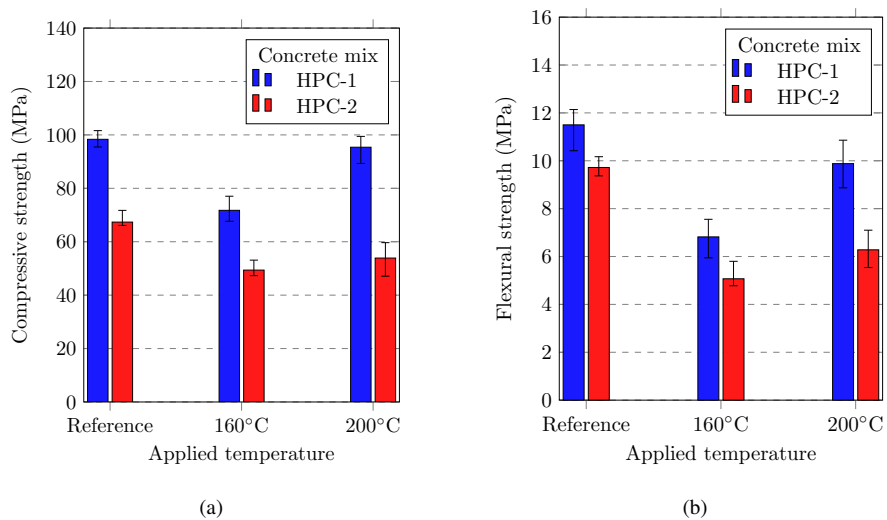 140
120
100
80
60
40
20
0
Compressive strength (MPa)
Concrete mix
HPC-1
HPC-2
Reference 160°C 200°C
Applied temperature
(a)
16
14
12
10
8
6
4
2
0
Flexural strength (MPa)
Concrete mix
HPC-1
HPC-2
Reference 160°C 200°C
Applied temperature
(b)